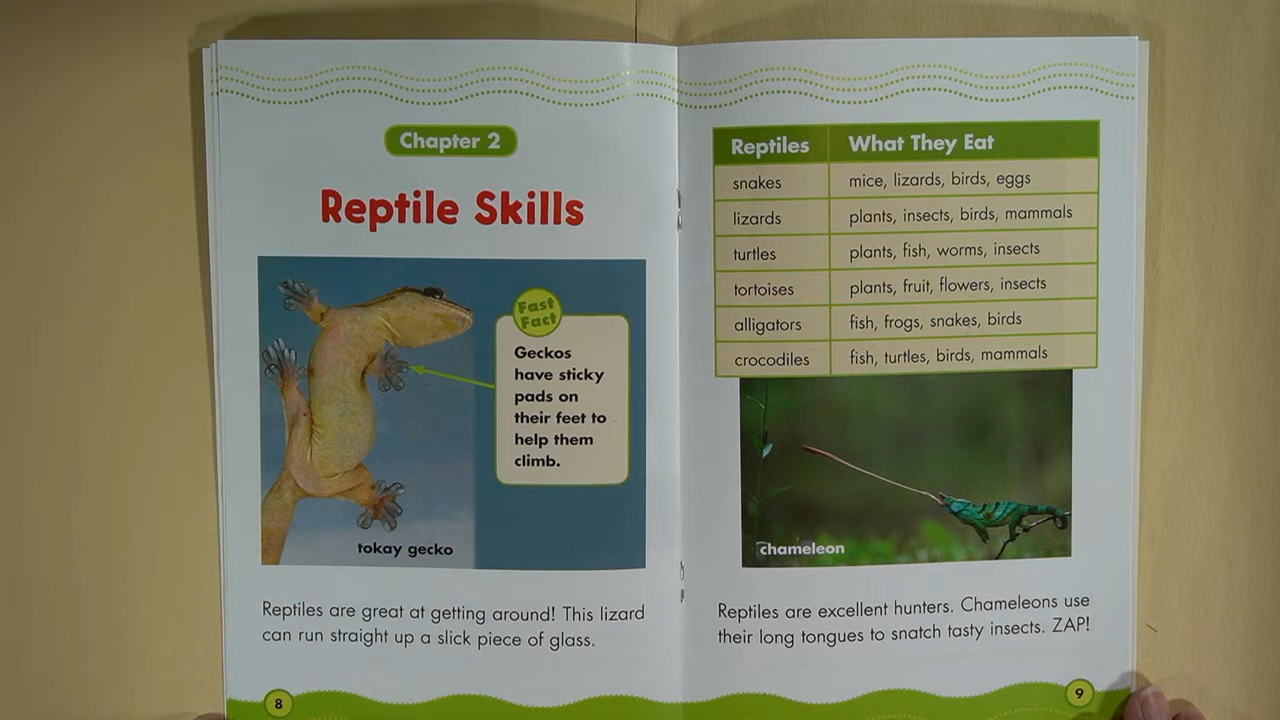 Chapter 2
Reptile Skills
Fast
Fact
Geckos
have sticky
pads on
their feet to
help them
climb.
tokay gecko
Reptiles are great at getting around! This lizard
can run straight up a slick piece of glass.
8
Reptiles What They Eat
snakes mice, lizards, birds, eggs
lizards plants, insects, birds, mammals
turtles plants, fish, worms, insects
tortoises plants, fruit, flowers, insects
alligators fish, frogs, snakes, birds
crocodiles fish, turtles, birds, mammals
chameleon
Reptiles are excellent hunters. Chameleons use
their long tongues to snatch tasty insects. ZAP!
9